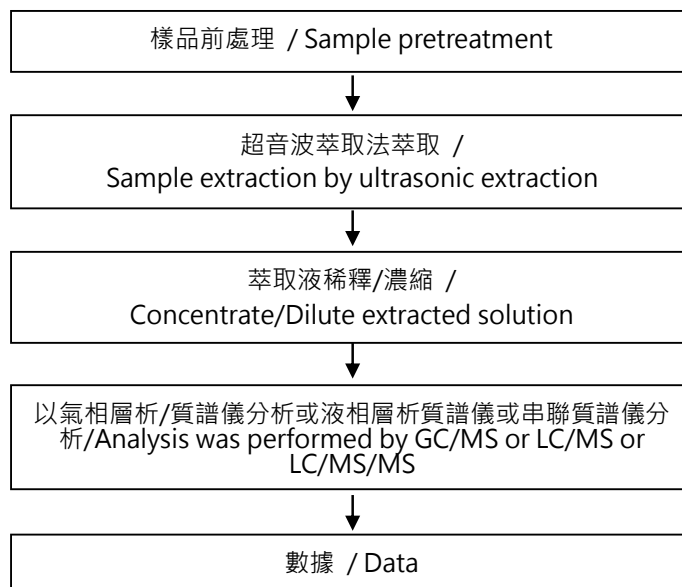 樣品前處理 / Sample pretreatment
超音波萃取法萃取 /
Sample extraction by ultrasonic extraction
萃取液稀釋/濃縮 /
Concentrate/Dilute extracted solution
以氣相層析/質譜儀分析或液相層析質譜儀或串聯質譜儀分
析/Analysis was performed by GC/MS or LC/MS or
LC/MS/MS
數據 / Data